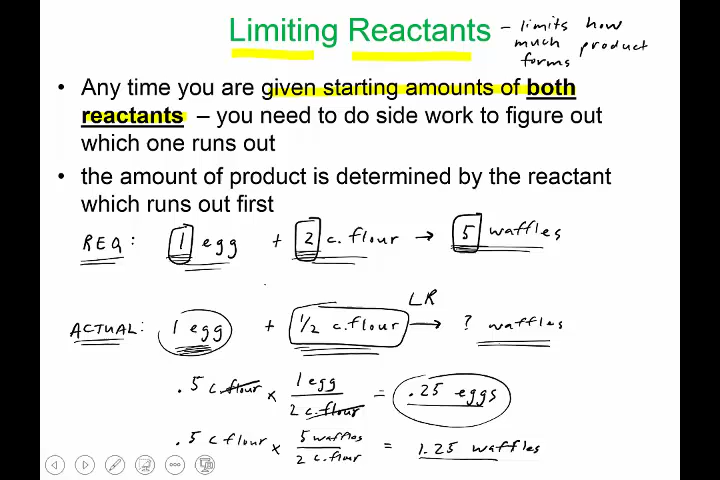 Limiting Reactants
– limits how
much product
forms
• Any time you are given starting amounts of both
reactants – you need to do side work to figure out
which one runs out
• the amount of product is determined by the reactant
which runs out first
REQ: 1 egg + 2 c. flour → 5 waffles
LR
ACTUAL: 1 egg + 1/2 c. flour → ? waffles
.5 c. flour × 1 egg / 2 c. flour = .25 eggs
.5 c flour × 5 waffles / 2 c. flour = 1.25 waffles